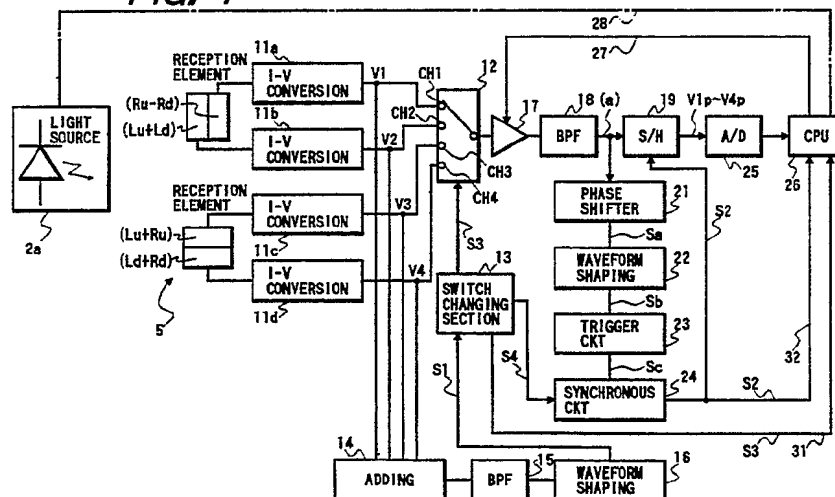 28
27
RECEPTION
ELEMENT
11a
I-V
CONVERSION
V1
12
CH1
CH2
CH3
CH4
17
18
(a)
BPF
19
S/H
V1p~V4p
A/D
25
CPU
26
LIGHT
SOURCE
2a
(Ru-Rd)
(Lu+Ld)
11b
I-V
CONVERSION
V2
PHASE
SHIFTER
21
Sa
S2
RECEPTION
ELEMENT
(Lu+Ru)
(Ld+Rd)
5
I-V
CONVERSION
11c
V3
S3
13
WAVEFORM
SHAPING
22
Sb
I-V
CONVERSION
11d
V4
SWITCH
CHANGING
SECTION
TRIGGER
CKT
23
Sc
32
S1
S4
SYNCHRONOUS
CKT
24
S2
S3
31
14
ADDING
15
BPF
16
WAVEFORM
SHAPING